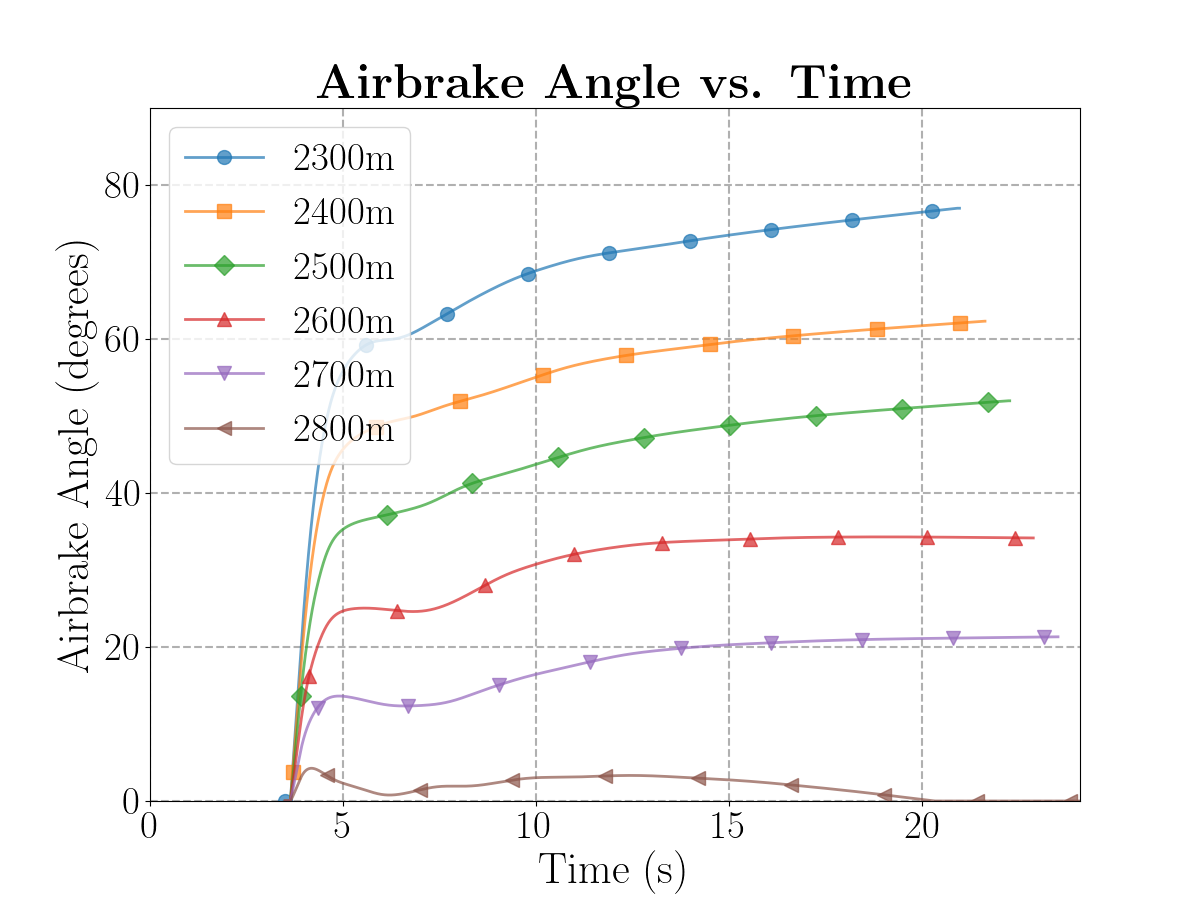 Airbrake Angle vs. Time
Airbrake Angle (degrees)
80
60
40
20
0
2300m
2400m
2500m
2600m
2700m
2800m
0 5 10 15 20
Time (s)